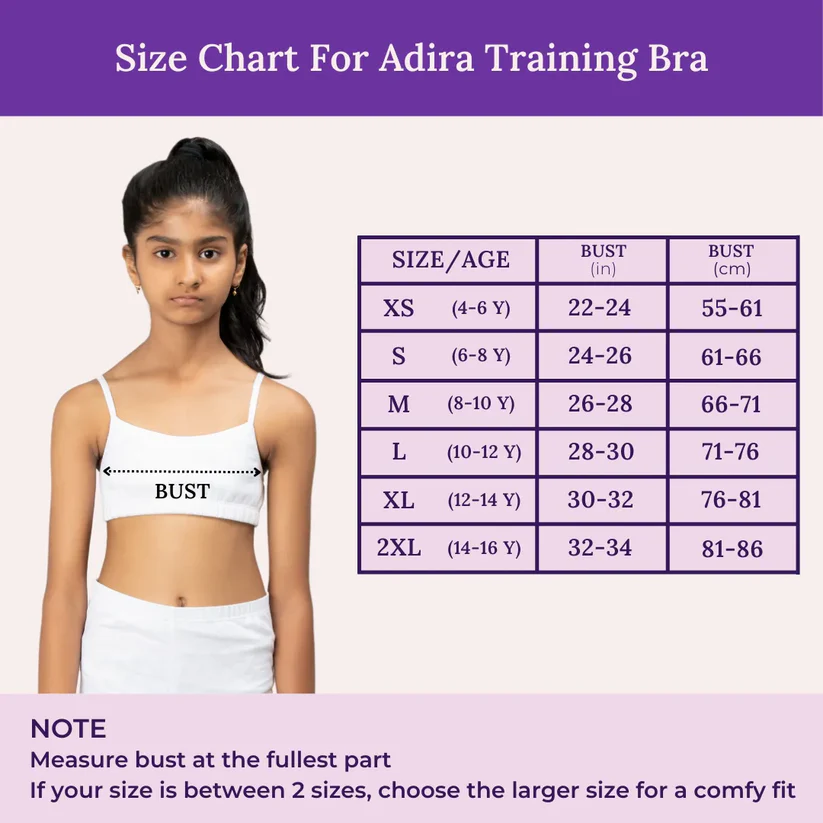 Size Chart For Adira Training Bra
SIZE/AGE BUST (in) BUST (cm)
XS (4-6 Y) 22-24 55-61
S (6-8 Y) 24-26 61-66
M (8-10 Y) 26-28 66-71
L (10-12 Y) 28-30 71-76
XL (12-14 Y) 30-32 76-81
2XL (14-16 Y) 32-34 81-86
BUST
NOTE
Measure bust at the fullest part
If your size is between 2 sizes, choose the larger size for a comfy fit